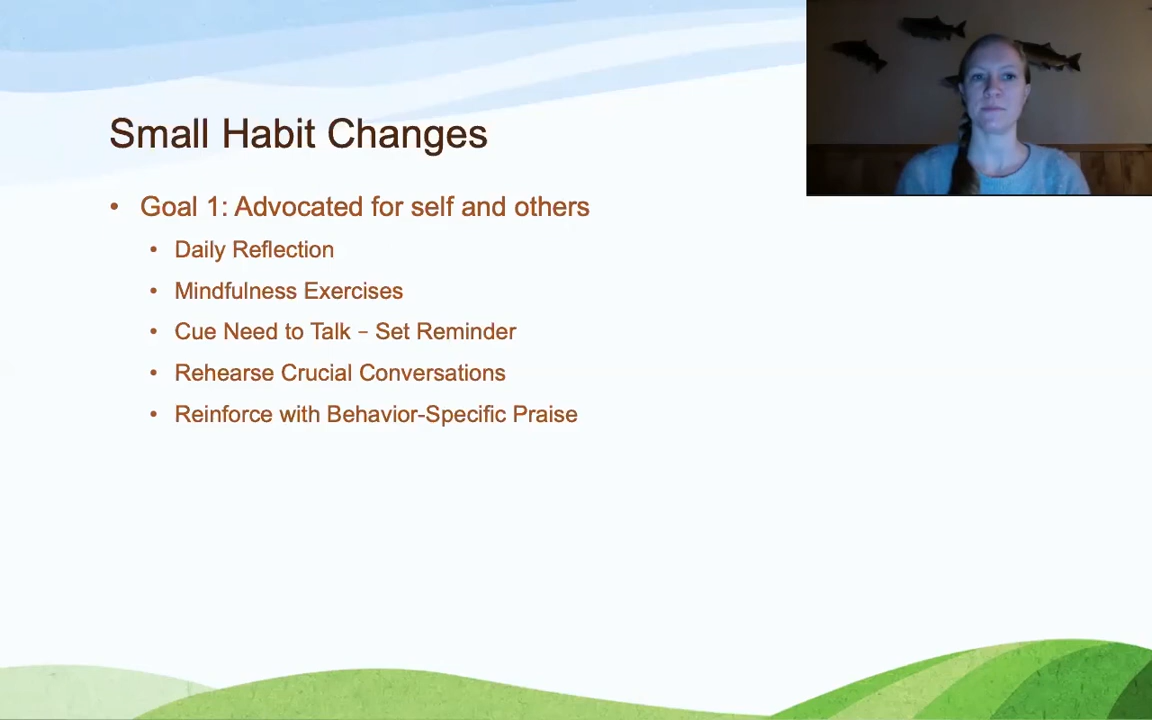 Small Habit Changes
• Goal 1: Advocated for self and others
• Daily Reflection
• Mindfulness Exercises
• Cue Need to Talk – Set Reminder
• Rehearse Crucial Conversations
• Reinforce with Behavior-Specific Praise